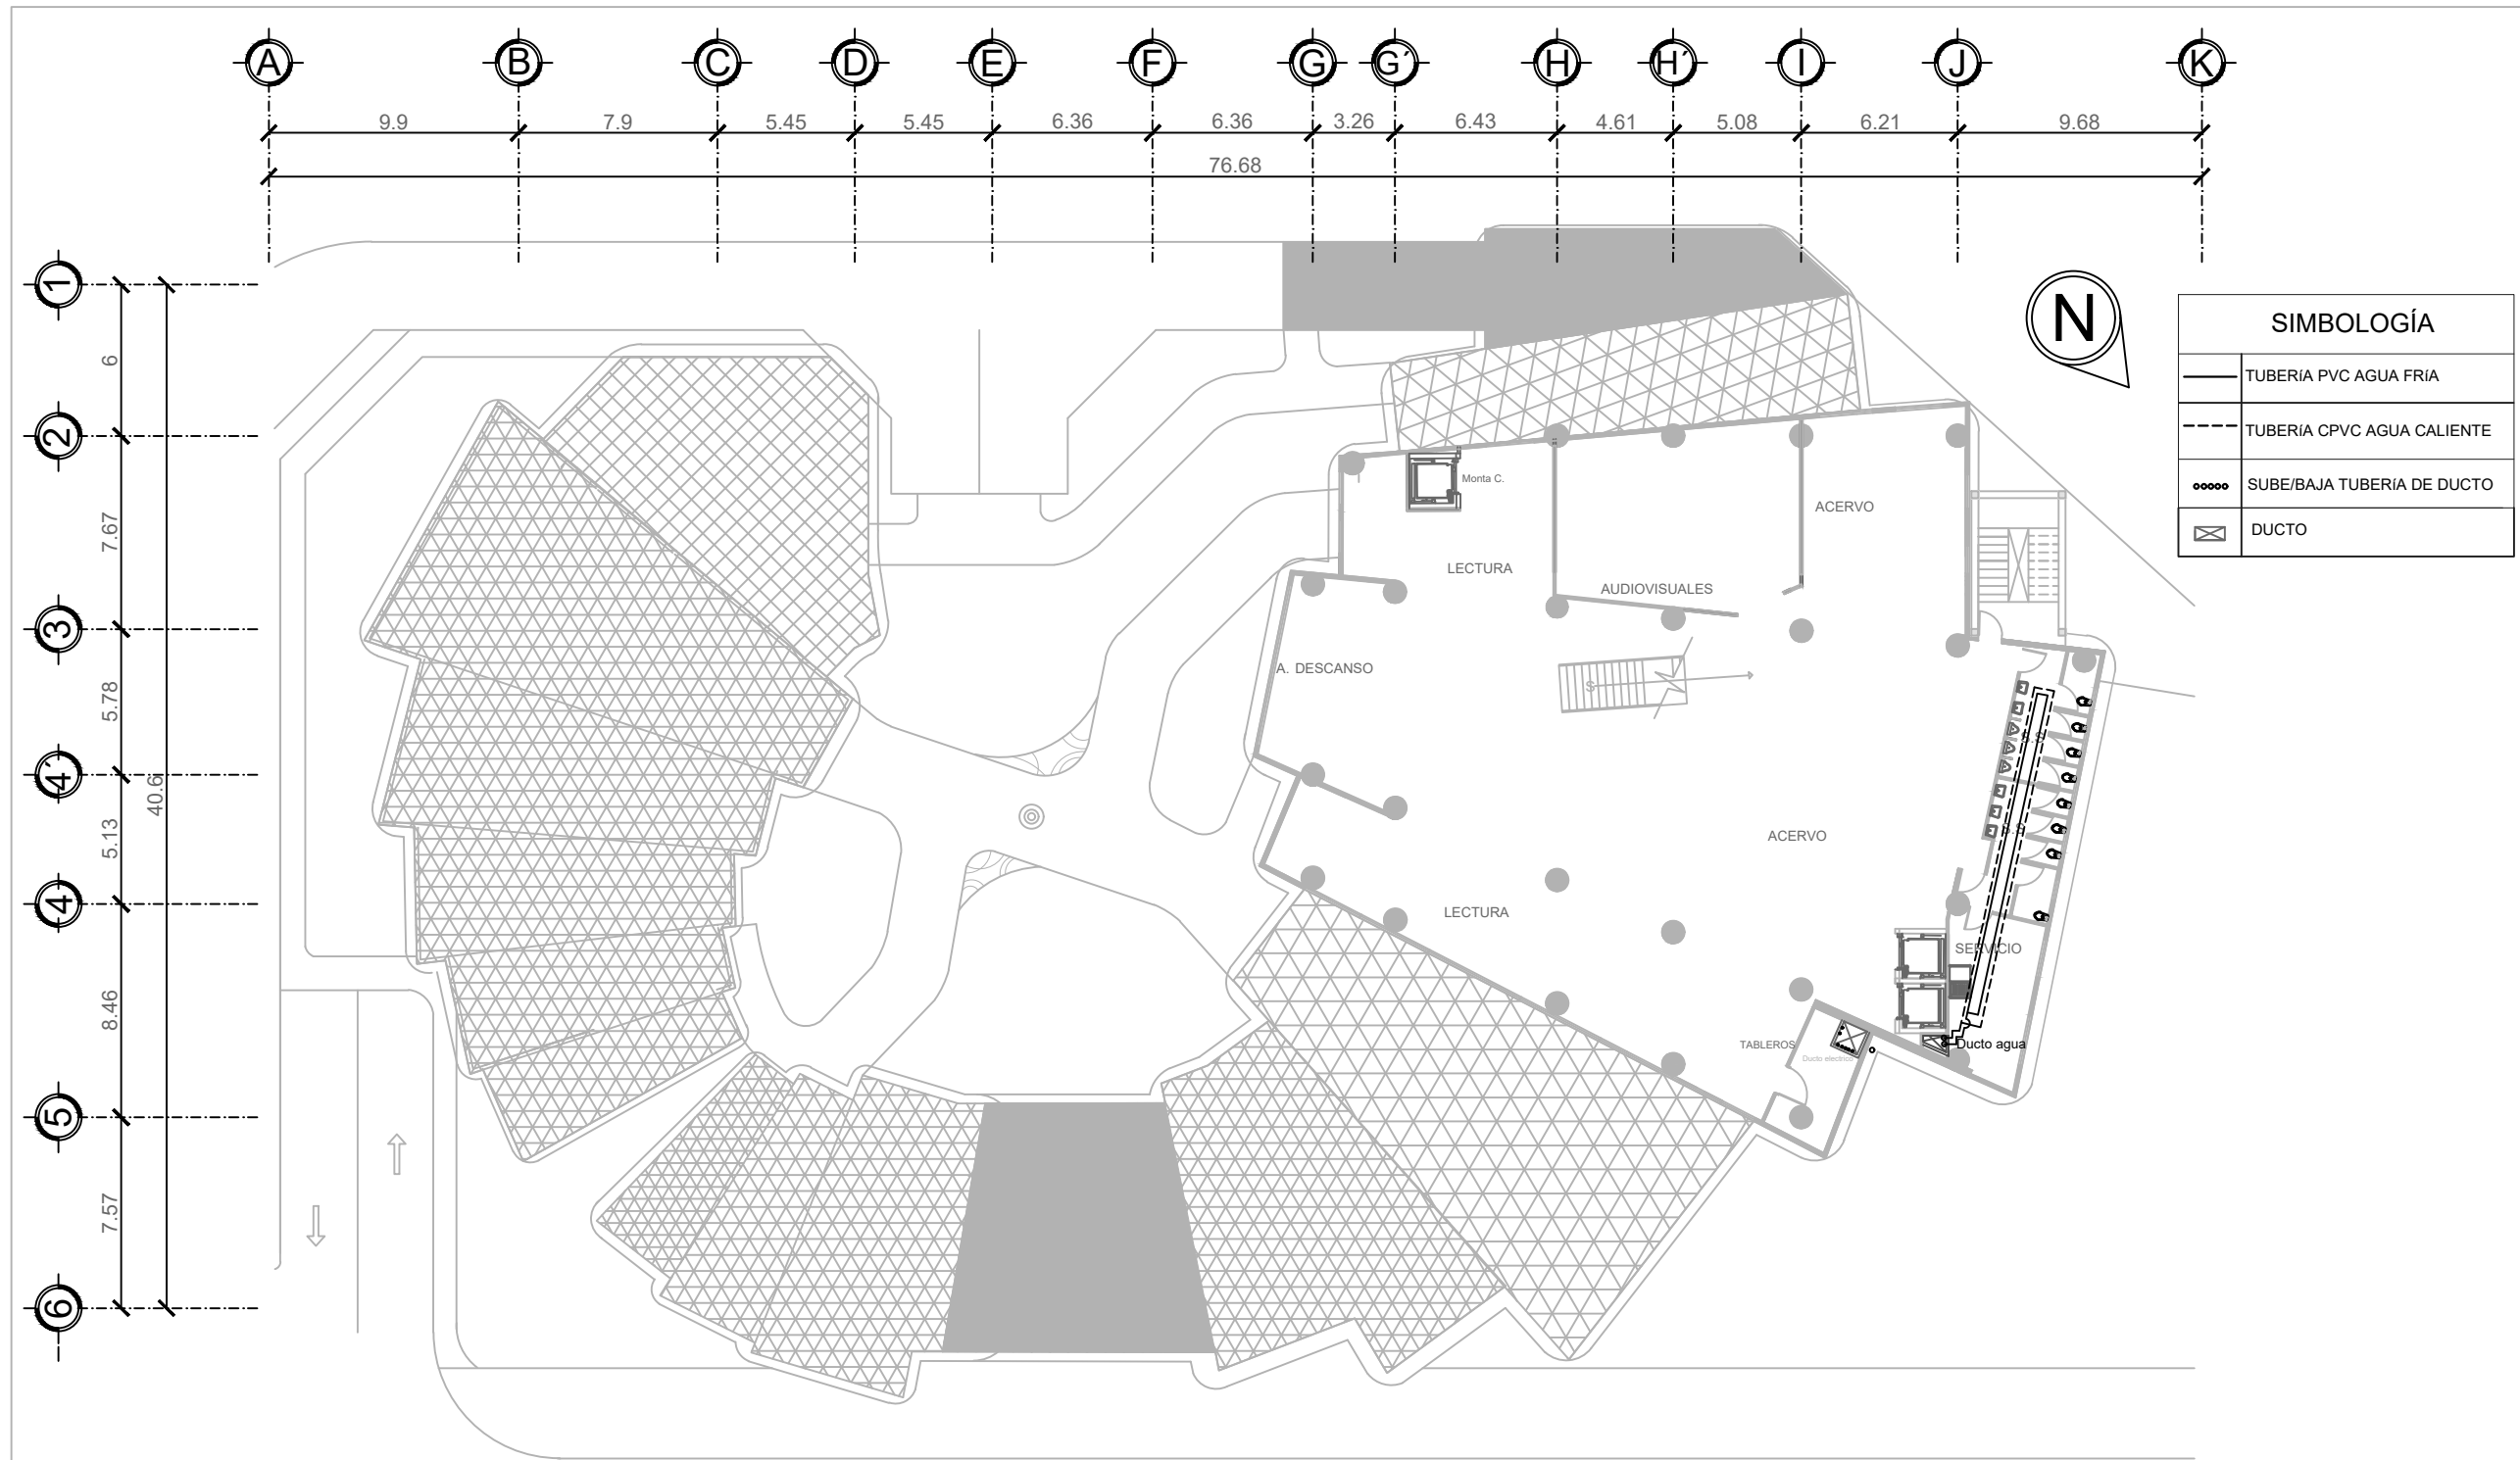 A B C D E F G G´ H H´ I J K
9.9 7.9 5.45 5.45 6.36 6.36 3.26 6.43 4.61 5.08 6.21 9.68
76.68
1
2
3
4´
4
5
6
6
7.67
5.78
5.13
8.46
7.57
40.6
N
SIMBOLOGÍA
TUBERíA PVC AGUA FRíA
TUBERíA CPVC AGUA CALIENTE
SUBE/BAJA TUBERíA DE DUCTO
DUCTO
Monta C.
ACERVO
LECTURA
AUDIOVISUALES
A. DESCANSO
S
S.S
ACERVO
S.S
LECTURA
SERVICIO
TABLEROS
Ducto agua
Ducto electrico